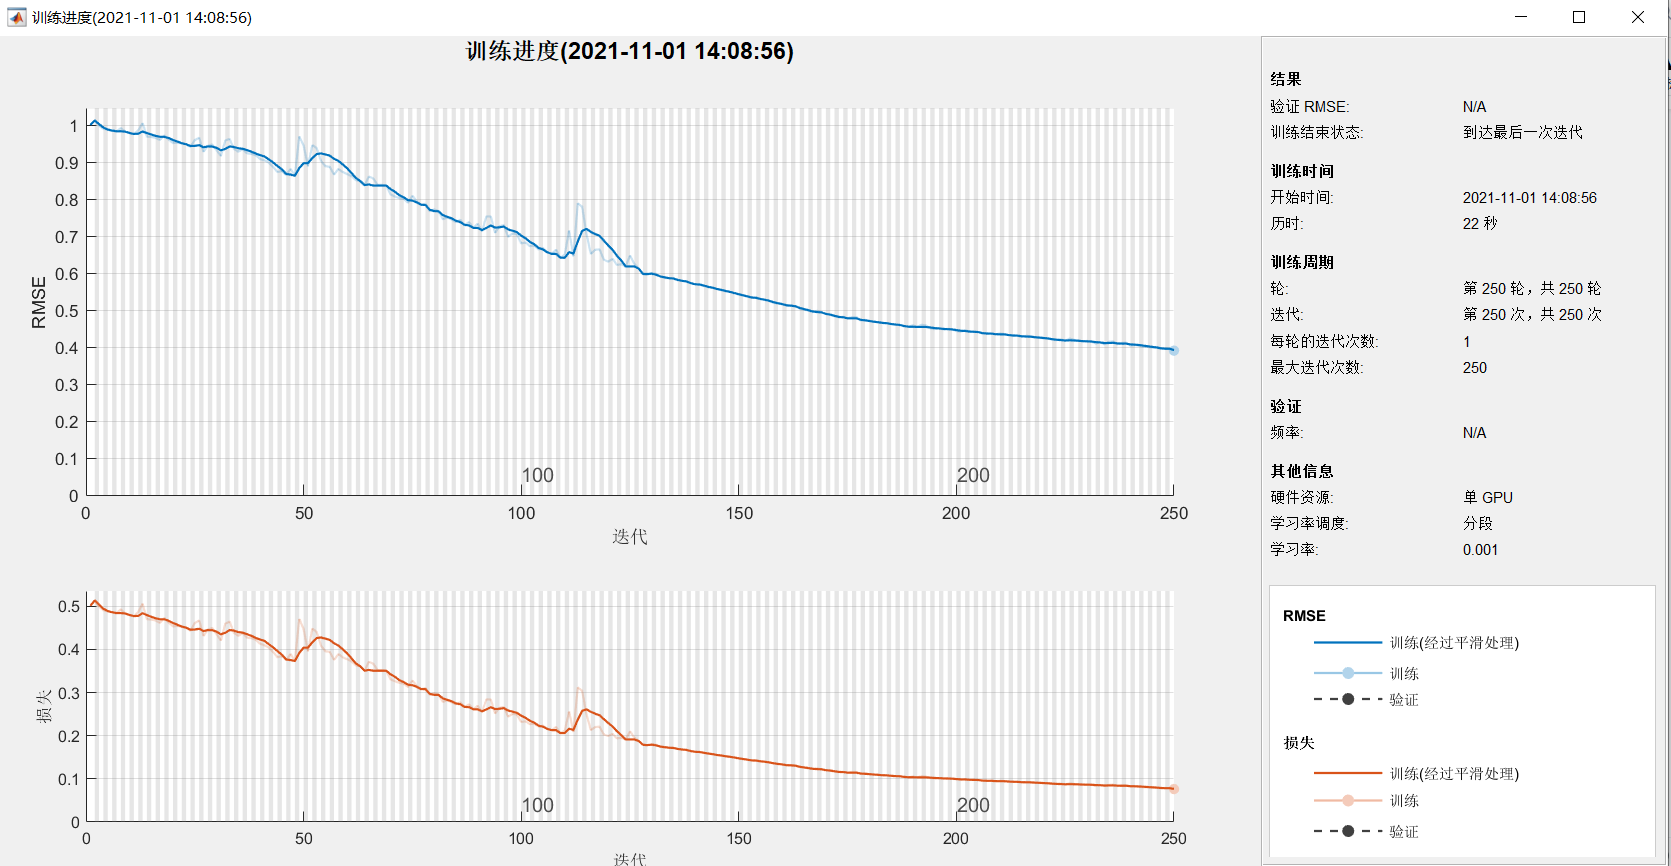 训练进度(2021-11-01 14:08:56)
训练进度(2021-11-01 14:08:56)
RMSE
1
0.9
0.8
0.7
0.6
0.5
0.4
0.3
0.2
0.1
0
100
200
0 50 100 150 200 250
迭代
损失
0.5
0.4
0.3
0.2
0.1
0
100
200
0 50 100 150 200 250
迭代
结果
验证 RMSE: N/A
训练结束状态: 到达最后一次迭代
训练时间
开始时间: 2021-11-01 14:08:56
历时: 22 秒
训练周期
轮: 第 250 轮，共 250 轮
迭代: 第 250 次，共 250 次
每轮的迭代次数: 1
最大迭代次数: 250
验证
频率: N/A
其他信息
硬件资源: 单 GPU
学习率调度: 分段
学习率: 0.001
RMSE
训练(经过平滑处理)
训练
验证
损失
训练(经过平滑处理)
训练
验证